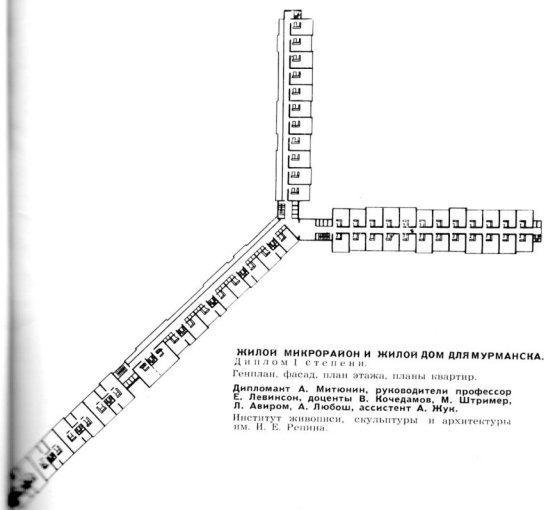 ЖИЛОЙ МИКРОРАЙОН И ЖИЛОЙ ДОМ ДЛЯ МУРМАНСКА.
Диплом I степени.
Генплан, фасад, план этажа, планы квартир.
Дипломант А. Митюнин, руководители профессор
Е. Левинсон, доценты В. Кочедамов, М. Штример,
Л. Авиром, А. Любош, ассистент А. Жук.
Институт живописи, скульптуры и архитектуры
им. И. Е. Репина.